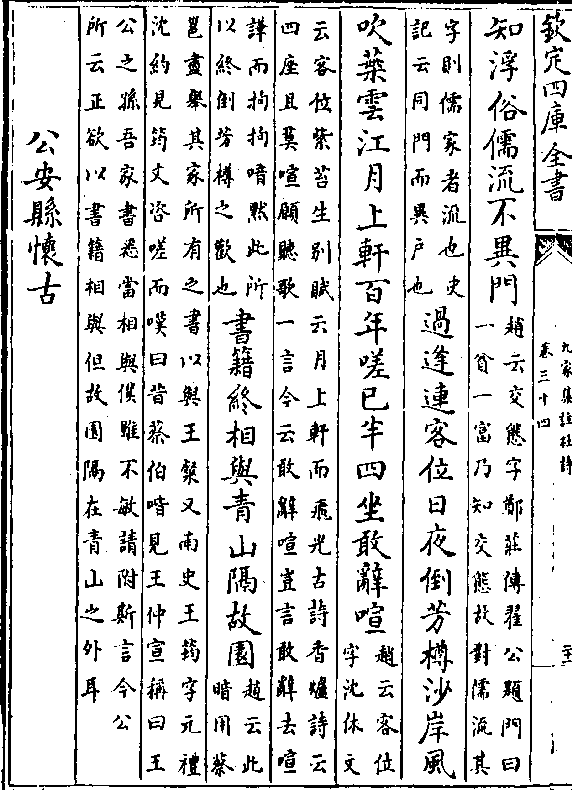 欽定四庫全書
九家集註杜詩
卷三十四
知浮俗儒流不異門
趙云交態字鄭莊傳翟公題門曰
一貧一富乃知交態故對儒流其
字則儒家者流也史
記云同門而異戶也
過逢連客位日夜倒芳樽沙岸風
吹葉雲江月上軒百年嗟已半四坐敢辭喧
趙云客位
字沈休文
云客位紫苔生別賦云月上軒而飛光古詩香爐詩云
四座且莫喧願聽歌一言今云敢辭喧豈言敢辭去喧
譁而拘拘喑默此所
以終倒芳樽之歡也
書籍終相與青山隔故園
趙云此
暗用蔡
邕盡舉其家所有之書以與王粲又南史王筠字元禮
沈約見筠文咨嗟而嘆曰昔蔡伯喈見王仲宣稱曰王
公之孫吾家書悉當相與僕雖不敏請附斯言今公
所云正欲以書籍相與但故園隔在青山之外耳
公安縣懷古